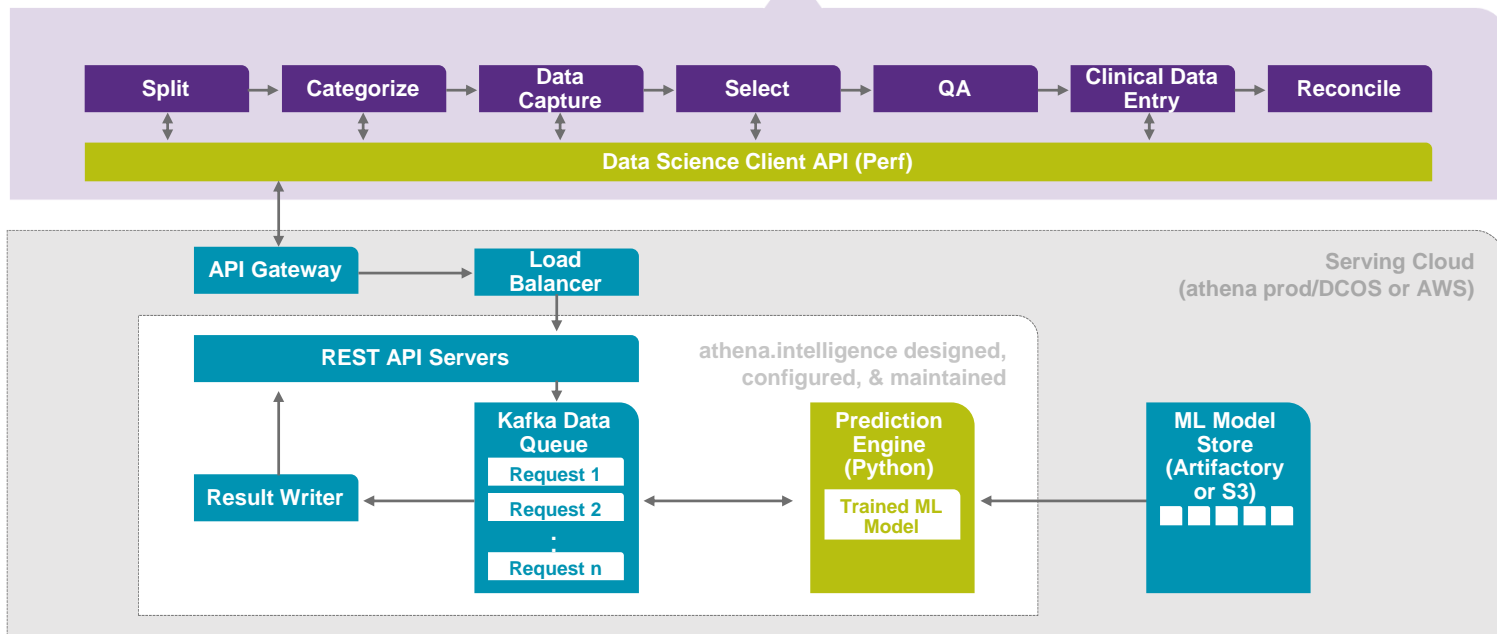 Split
Categorize
Data
Capture
Select
QA
Clinical Data
Entry
Reconcile
Data Science Client API (Perf)
API Gateway
Load
Balancer
Serving Cloud
(athena prod/DCOS or AWS)
REST API Servers
athena.intelligence designed,
configured, & maintained
Kafka Data
Queue
Request 1
Request 2
:
Request n
Result Writer
Prediction
Engine
(Python)
Trained ML
Model
ML Model
Store
(Artifactory
or S3)